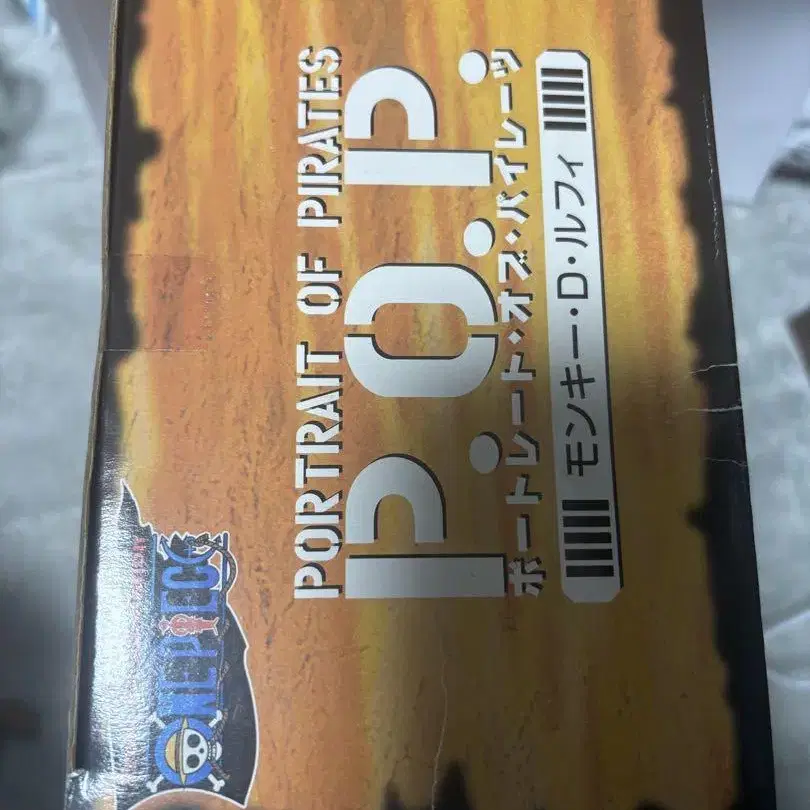 ONE PIECE
PORTRAIT OF PIRATES
P.O.P.
ポートレート・オブ・パイレーツ
モンキー・D・ルフィ